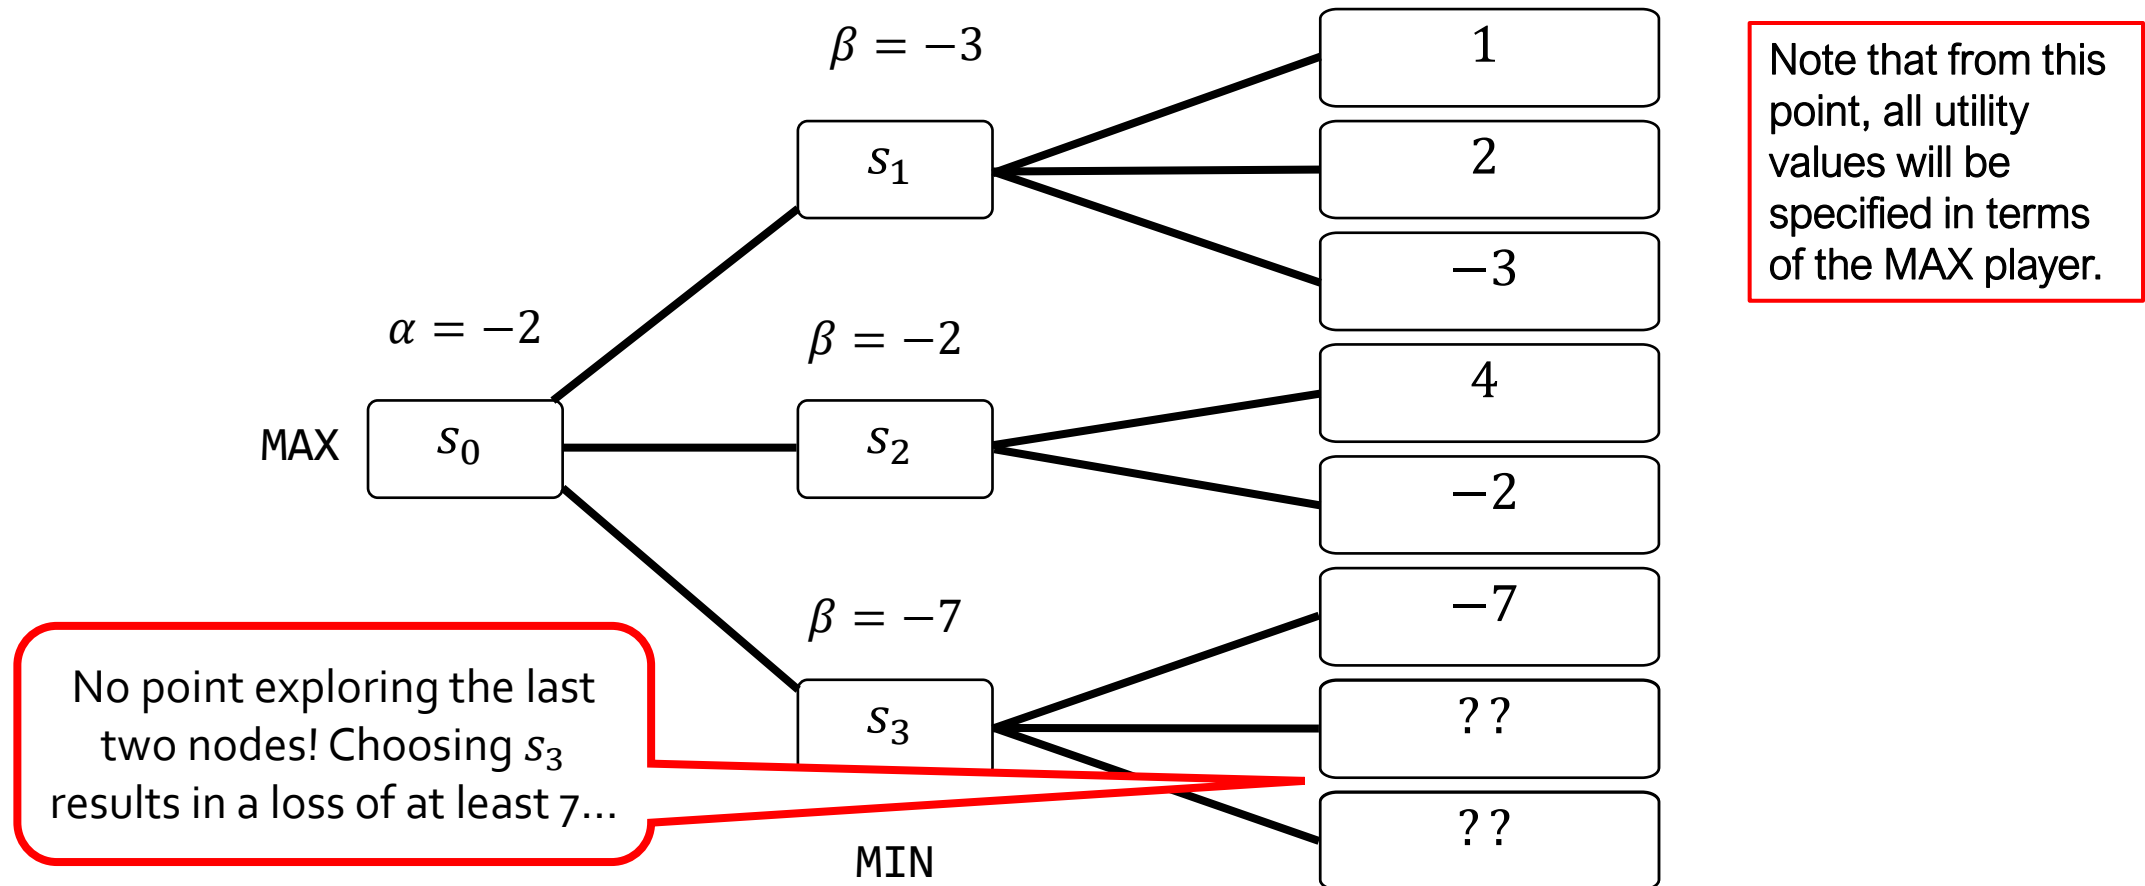 β = −3
1
Note that from this
point, all utility
values will be
specified in terms
of the MAX player.
s₁
2
−3
α = −2
β = −2
4
MAX
s₀
s₂
−2
β = −7
−7
No point exploring the last
two nodes! Choosing s₃
results in a loss of at least 7…
s₃
??
??
MIN